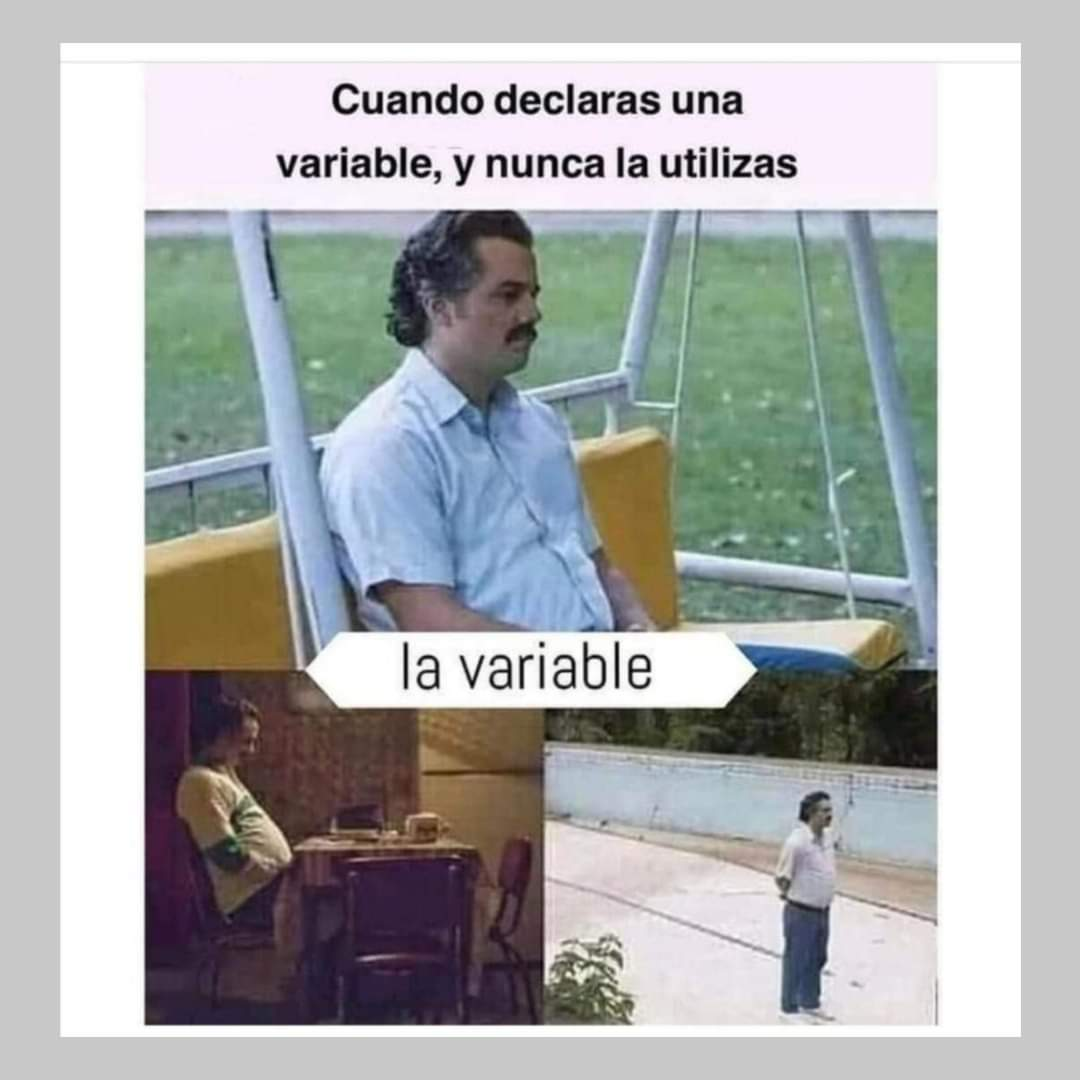 Cuando declaras una
variable, y nunca la utilizas
la variable